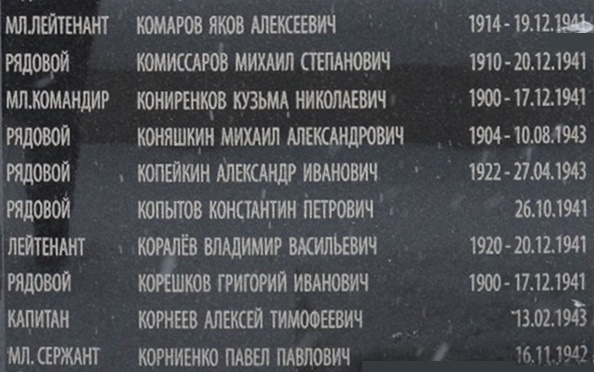 МЛ.ЛЕЙТЕНАНТ КОМАРОВ ЯКОВ АЛЕКСЕЕВИЧ 1914 - 19.12.1941
РЯДОВОЙ КОМИССАРОВ МИХАИЛ СТЕПАНОВИЧ 1910 - 20.12.1941
МЛ.КОМАНДИР КОНИРЕНКОВ КУЗЬМА НИКОЛАЕВИЧ 1900 - 17.12.1941
РЯДОВОЙ КОНЯШКИН МИХАИЛ АЛЕКСАНДРОВИЧ 1904 - 10.08.1943
РЯДОВОЙ КОПЕЙКИН АЛЕКСАНДР ИВАНОВИЧ 1922 - 27.04.1943
РЯДОВОЙ КОПЫТОВ КОНСТАНТИН ПЕТРОВИЧ 26.10.1941
ЛЕЙТЕНАНТ КОРАЛЁВ ВЛАДИМИР ВАСИЛЬЕВИЧ 1920 - 20.12.1941
РЯДОВОЙ КОРЕШКОВ ГРИГОРИЙ ИВАНОВИЧ 1900 - 17.12.1941
КАПИТАН КОРНЕЕВ АЛЕКСЕЙ ТИМОФЕЕВИЧ 13.02.1943
МЛ. СЕРЖАНТ КОРНИЕНКО ПАВЕЛ ПАВЛОВИЧ 16.11.1942